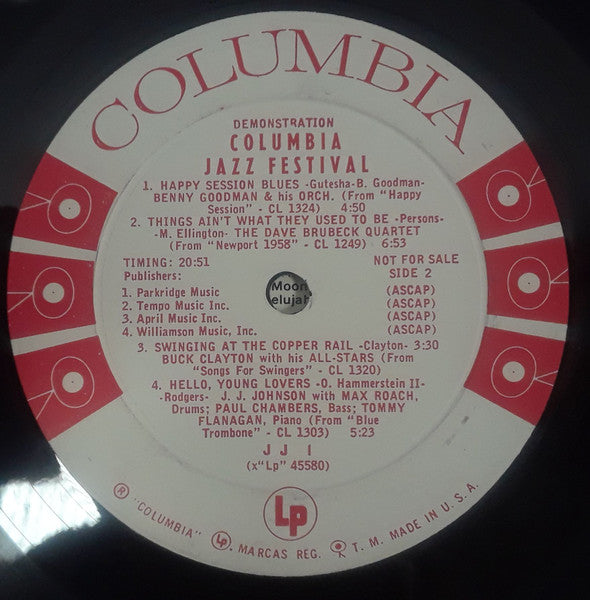 COLUMBIA
DEMONSTRATION
COLUMBIA
JAZZ FESTIVAL
1. HAPPY SESSION BLUES -Gutesha-B. Goodman-
BENNY GOODMAN & his ORCH. (From "Happy
Session" - CL 1324) 4:50
2. THINGS AIN'T WHAT THEY USED TO BE -Persons-
-M. Ellington- THE DAVE BRUBECK QUARTET
(From "Newport 1958" - CL 1249) 6:53
TIMING: 20:51 NOT FOR SALE
Publishers: SIDE 2
1. Parkridge Music (ASCAP)
2. Tempo Music Inc. (ASCAP)
3. April Music Inc. (ASCAP)
4. Williamson Music, Inc. (ASCAP)
Moon
elujah
3. SWINGING AT THE COPPER RAIL -Clayton- 3:30
BUCK CLAYTON with his ALL-STARS (From
"Songs For Swingers" - CL 1320)
4. HELLO, YOUNG LOVERS -O. Hammerstein II-
-Rodgers- J. J. JOHNSON with MAX ROACH,
Drums; PAUL CHAMBERS, Bass; TOMMY
FLANAGAN, Piano (From "Blue
Trombone" - CL 1303) 5:23
J J 1
(x"Lp" 45580)
Lp
® "COLUMBIA" Lp. MARCAS REG. T. M. MADE IN U. S. A.